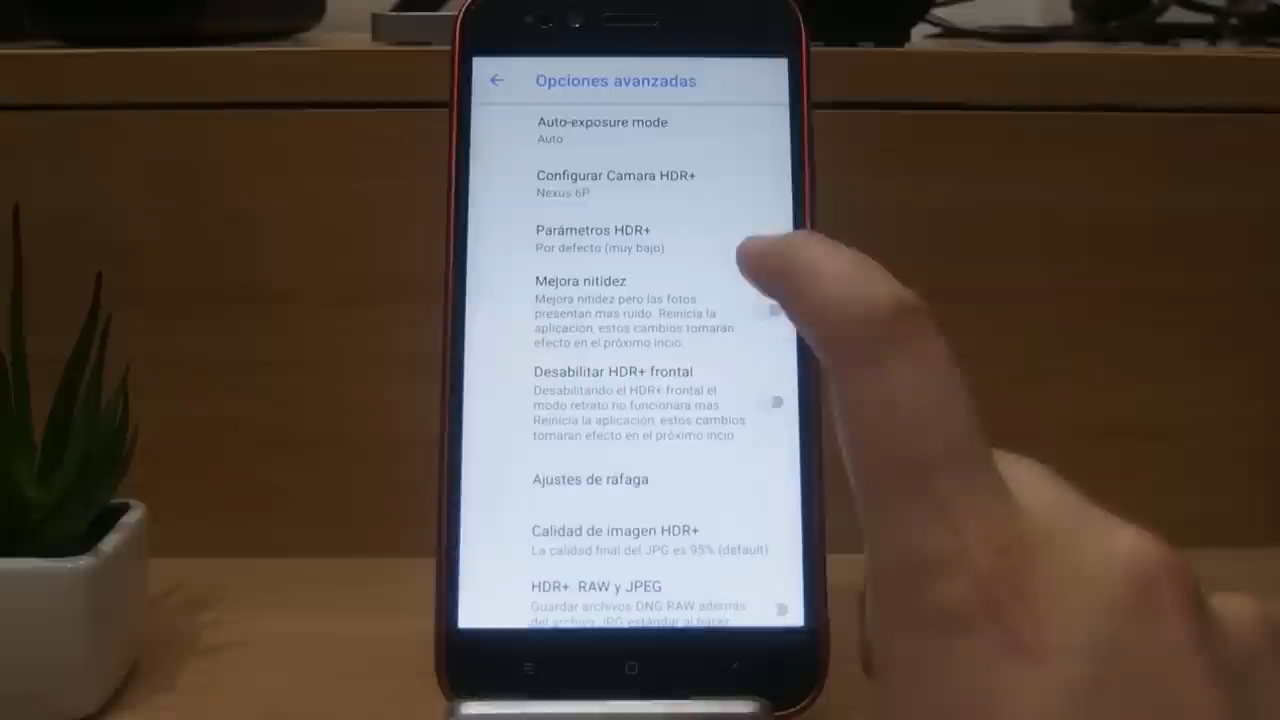 Opciones avanzadas
Auto-exposure mode
Auto
Configurar Camara HDR+
Nexus 6P
Parámetros HDR+
Por defecto (muy bajo)
Mejora nitidez
Mejora nitidez pero las fotos
presentan mas ruido. Reinicia la
aplicacion, estos cambios tomaran
efecto en el próximo incio.
Desabilitar HDR+ frontal
Desabilitando el HDR+ frontal el
modo retrato no funcionara mas
Reinicia la aplicación, estos cambios
tomaran efecto en el próximo incio
Ajustes de ráfaga
Calidad de imagen HDR+
La calidad final del JPG es 95% (default)
HDR+ RAW y JPEG
Guardar archivos DNG RAW ademas
del archivo JPG estándar al hacer